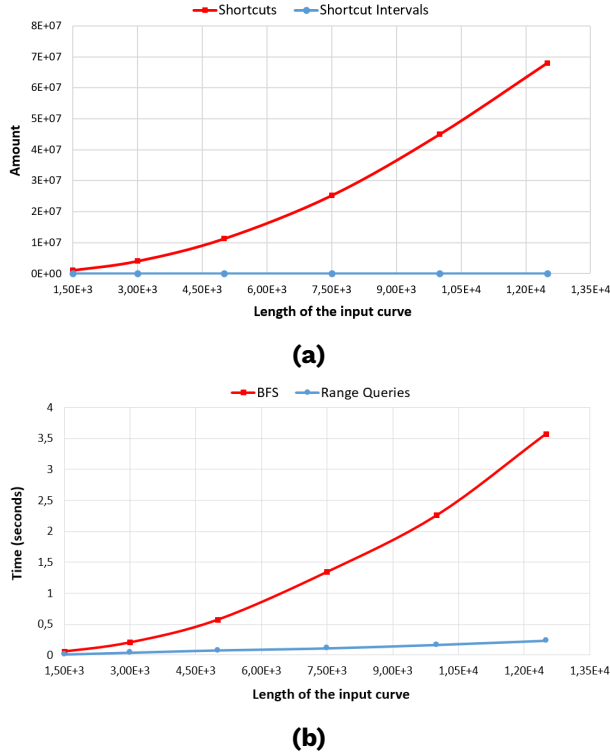 Shortcuts Shortcut Intervals
8E+07
7E+07
6E+07
5E+07
4E+07
3E+07
2E+07
1E+07
0E+00
Amount
1,50E+3 3,00E+3 4,50E+3 6,00E+3 7,50E+3 9,00E+3 1,05E+4 1,20E+4 1,35E+4
Length of the input curve
(a)
BFS Range Queries
4
3,5
3
2,5
2
1,5
1
0,5
0
Time (seconds)
1,50E+3 3,00E+3 4,50E+3 6,00E+3 7,50E+3 9,00E+3 1,05E+4 1,20E+4 1,35E+4
Length of the input curve
(b)